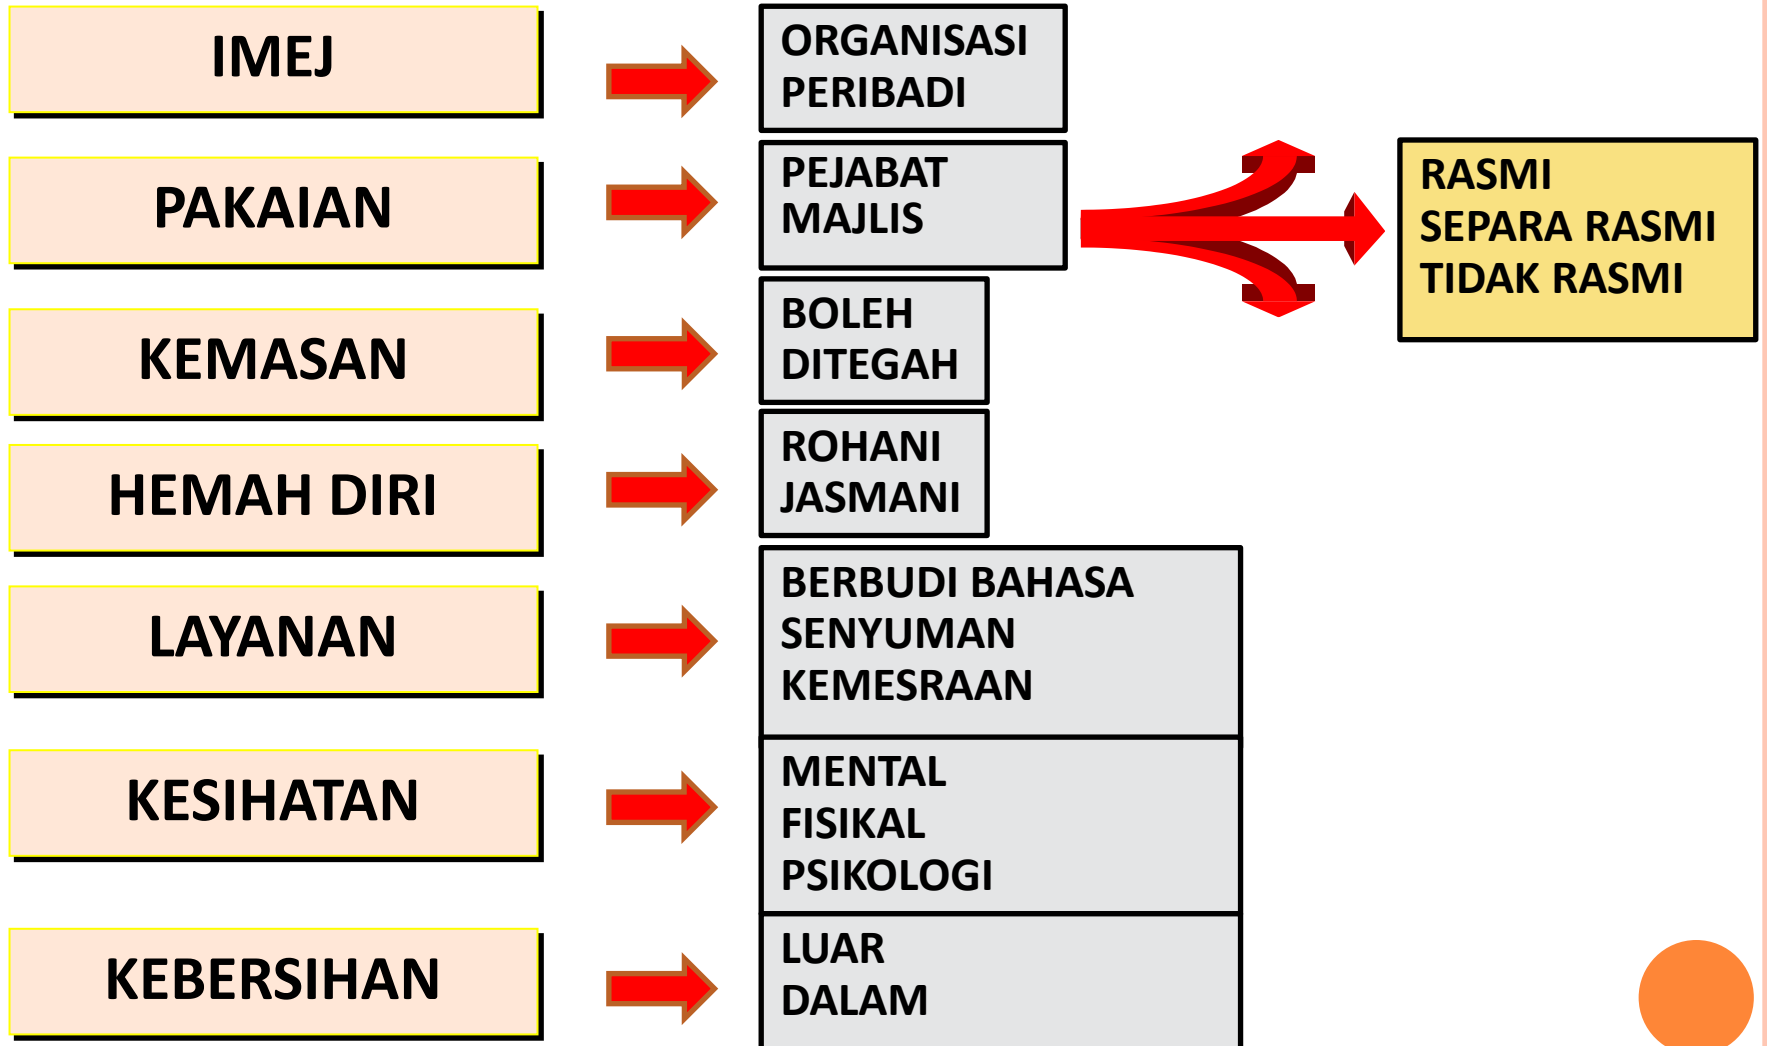 IMEJ
ORGANISASI
PERIBADI
PAKAIAN
PEJABAT
MAJLIS
RASMI
SEPARA RASMI
TIDAK RASMI
KEMASAN
BOLEH
DITEGAH
HEMAH DIRI
ROHANI
JASMANI
LAYANAN
BERBUDI BAHASA
SENYUMAN
KEMESRAAN
KESIHATAN
MENTAL
FISIKAL
PSIKOLOGI
KEBERSIHAN
LUAR
DALAM